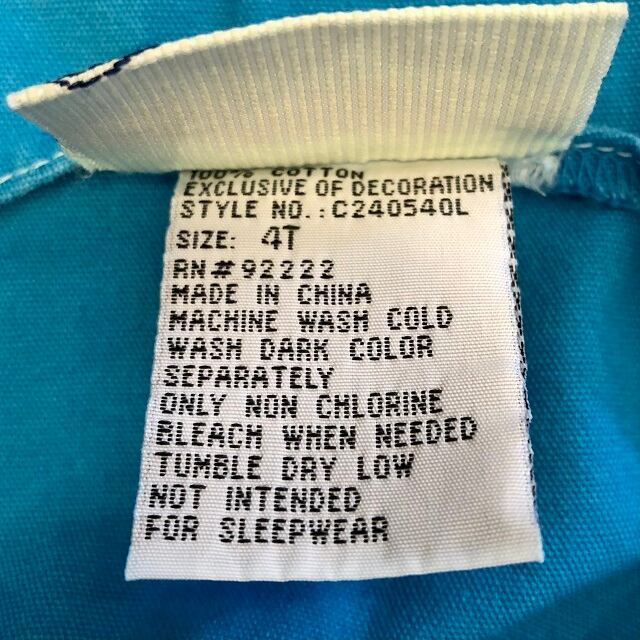 100% COTTON
EXCLUSIVE OF DECORATION
STYLE NO.: C240540L
SIZE: 4T
RN#92222
MADE IN CHINA
MACHINE WASH COLD
WASH DARK COLOR
SEPARATELY
ONLY NON CHLORINE
BLEACH WHEN NEEDED
TUMBLE DRY LOW
NOT INTENDED
FOR SLEEPWEAR